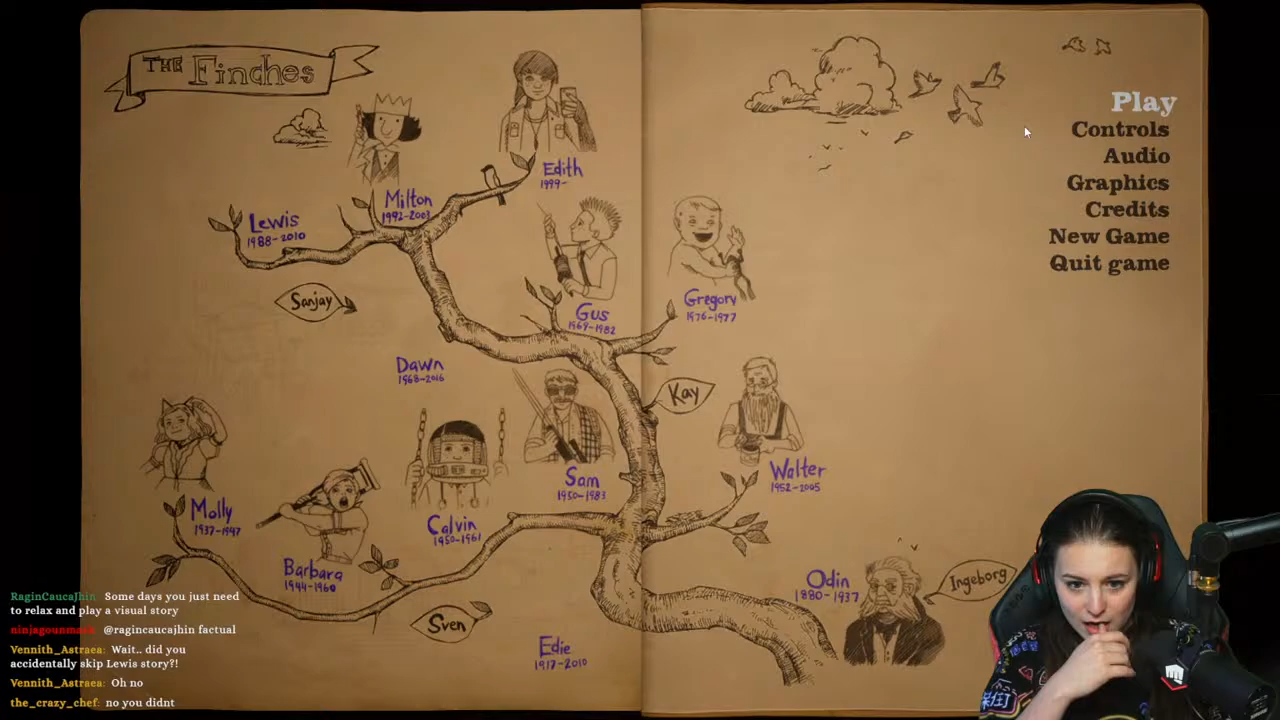 THE Finches
Edith
1999-
Milton
1992-2003
Lewis
1988-2010
Sanjay
Gus
1969-1982
Gregory
1976-1977
Dawn
1968-2016
Kay
Sam
1950-1983
Walter
1952-2005
Molly
1937-1947
Barbara
1944-1960
Calvin
1950-1961
Sven
Edie
1917-2010
Odin
1880-1937
Ingeborg
Play
Controls
Audio
Graphics
Credits
New Game
Quit game
RaginCaucaJhin: Some days you just need
to relax and play a visual story
ninjagounmask: @ragincaucajhin factual
Vennith_Astraea: Wait.. did you
accidentally skip Lewis story?!
Vennith_Astraea: Oh no
the_crazy_chef: no you didnt